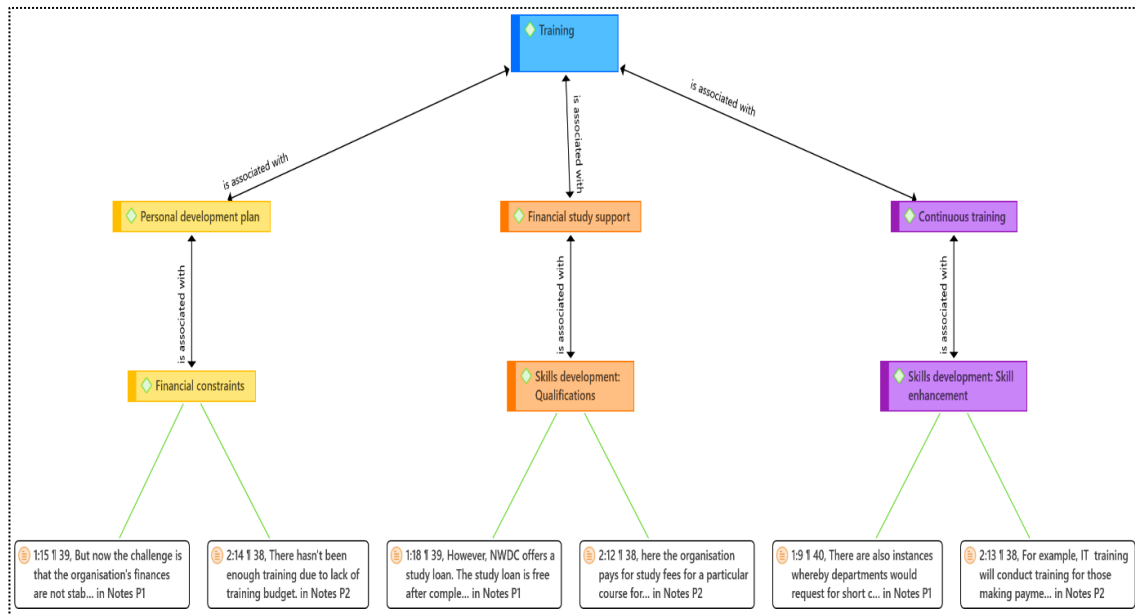 Training
is associated with
is associated with
is associated with
Personal development plan
Financial study support
Continuous training
is associated with
is associated with
is associated with
Financial constraints
Skills development:
Qualifications
Skills development: Skill
enhancement
1:15 ¶ 39, But now the challenge is
that the organisation's finances
are not stab... in Notes P1
2:14 ¶ 38, There hasn't been
enough training due to lack of
training budget. in Notes P2
1:18 ¶ 39, However, NWDC offers a
study loan. The study loan is free
after comple... in Notes P1
2:12 ¶ 38, here the organisation
pays for study fees for a particular
course for... in Notes P2
1:9 ¶ 40, There are also instances
whereby departments would
request for short c... in Notes P1
2:13 ¶ 38, For example, IT training
will conduct training for those
making payme... in Notes P2